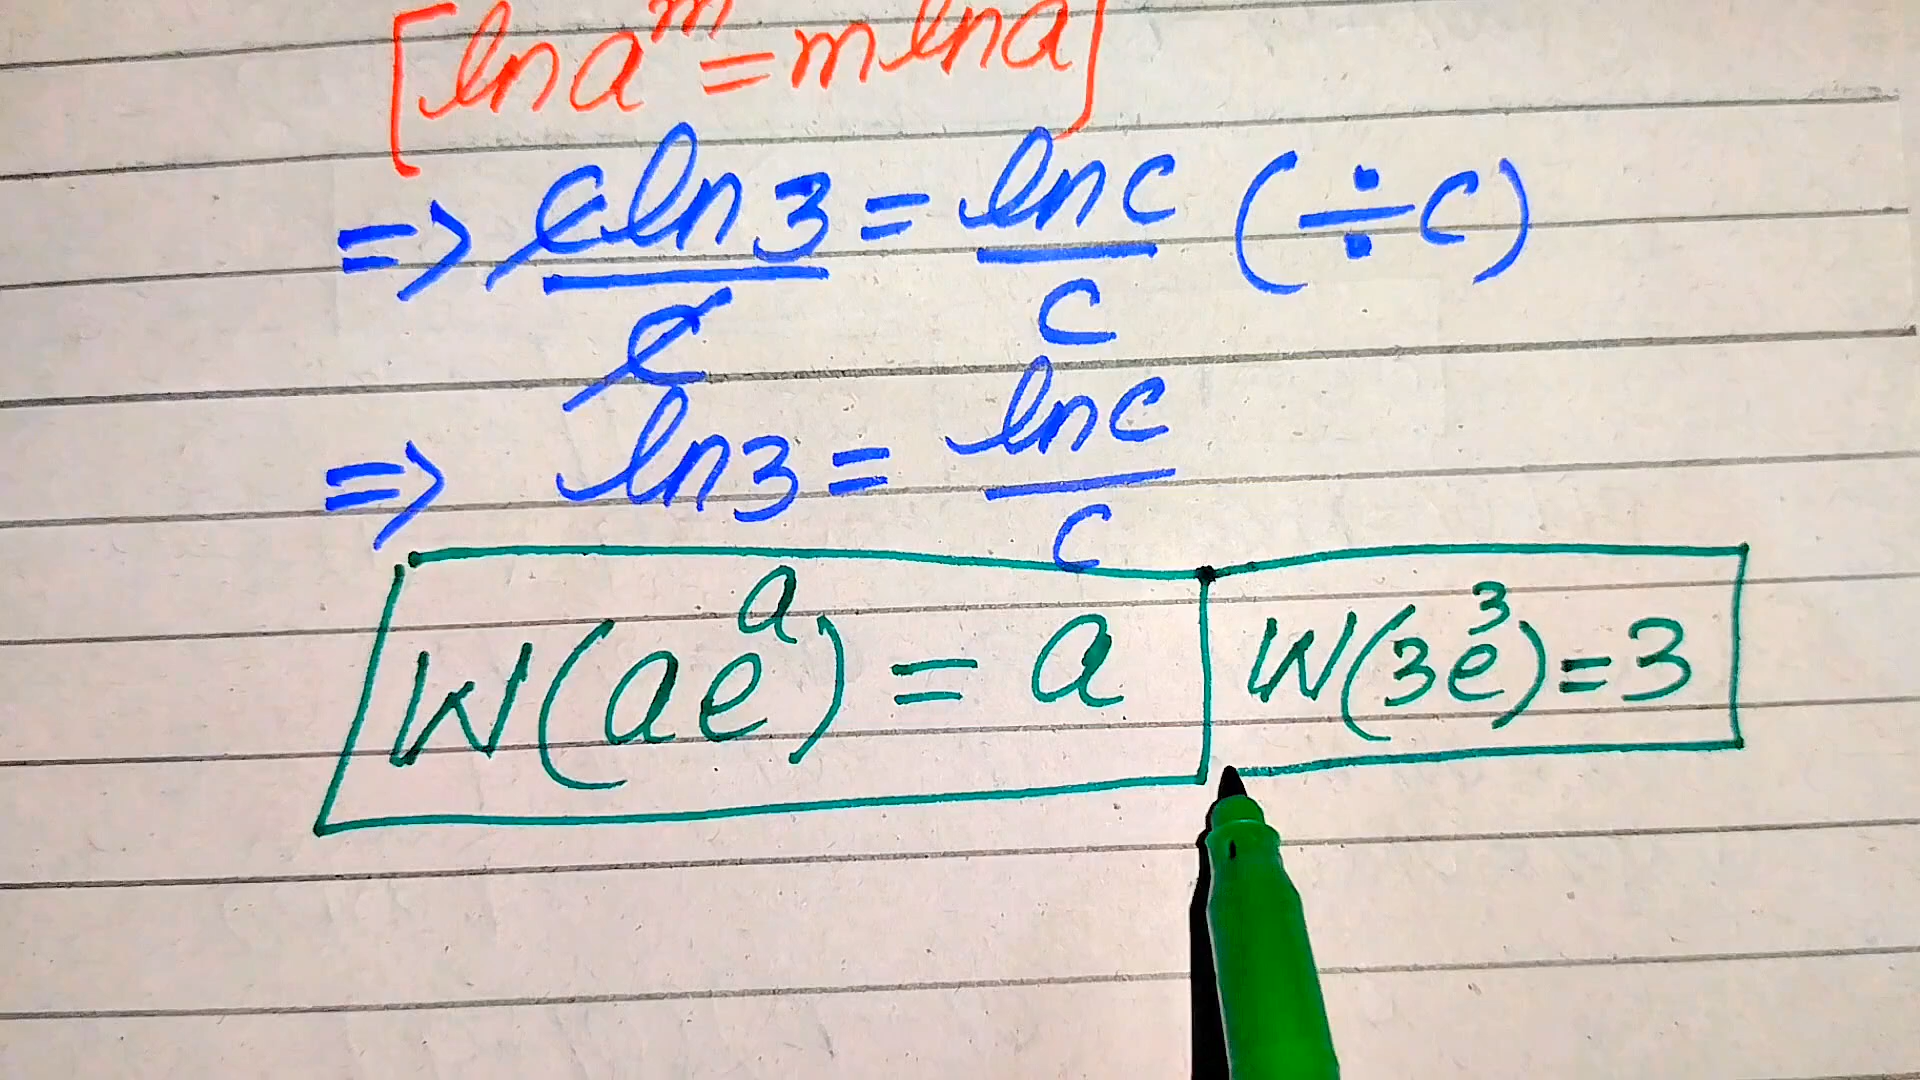 [ln a^m = m ln a]
=> c ln 3 / c = ln c / c (÷ c)
=> ln 3 = ln c / c
W(ae^a) = a
W(3e^3) = 3